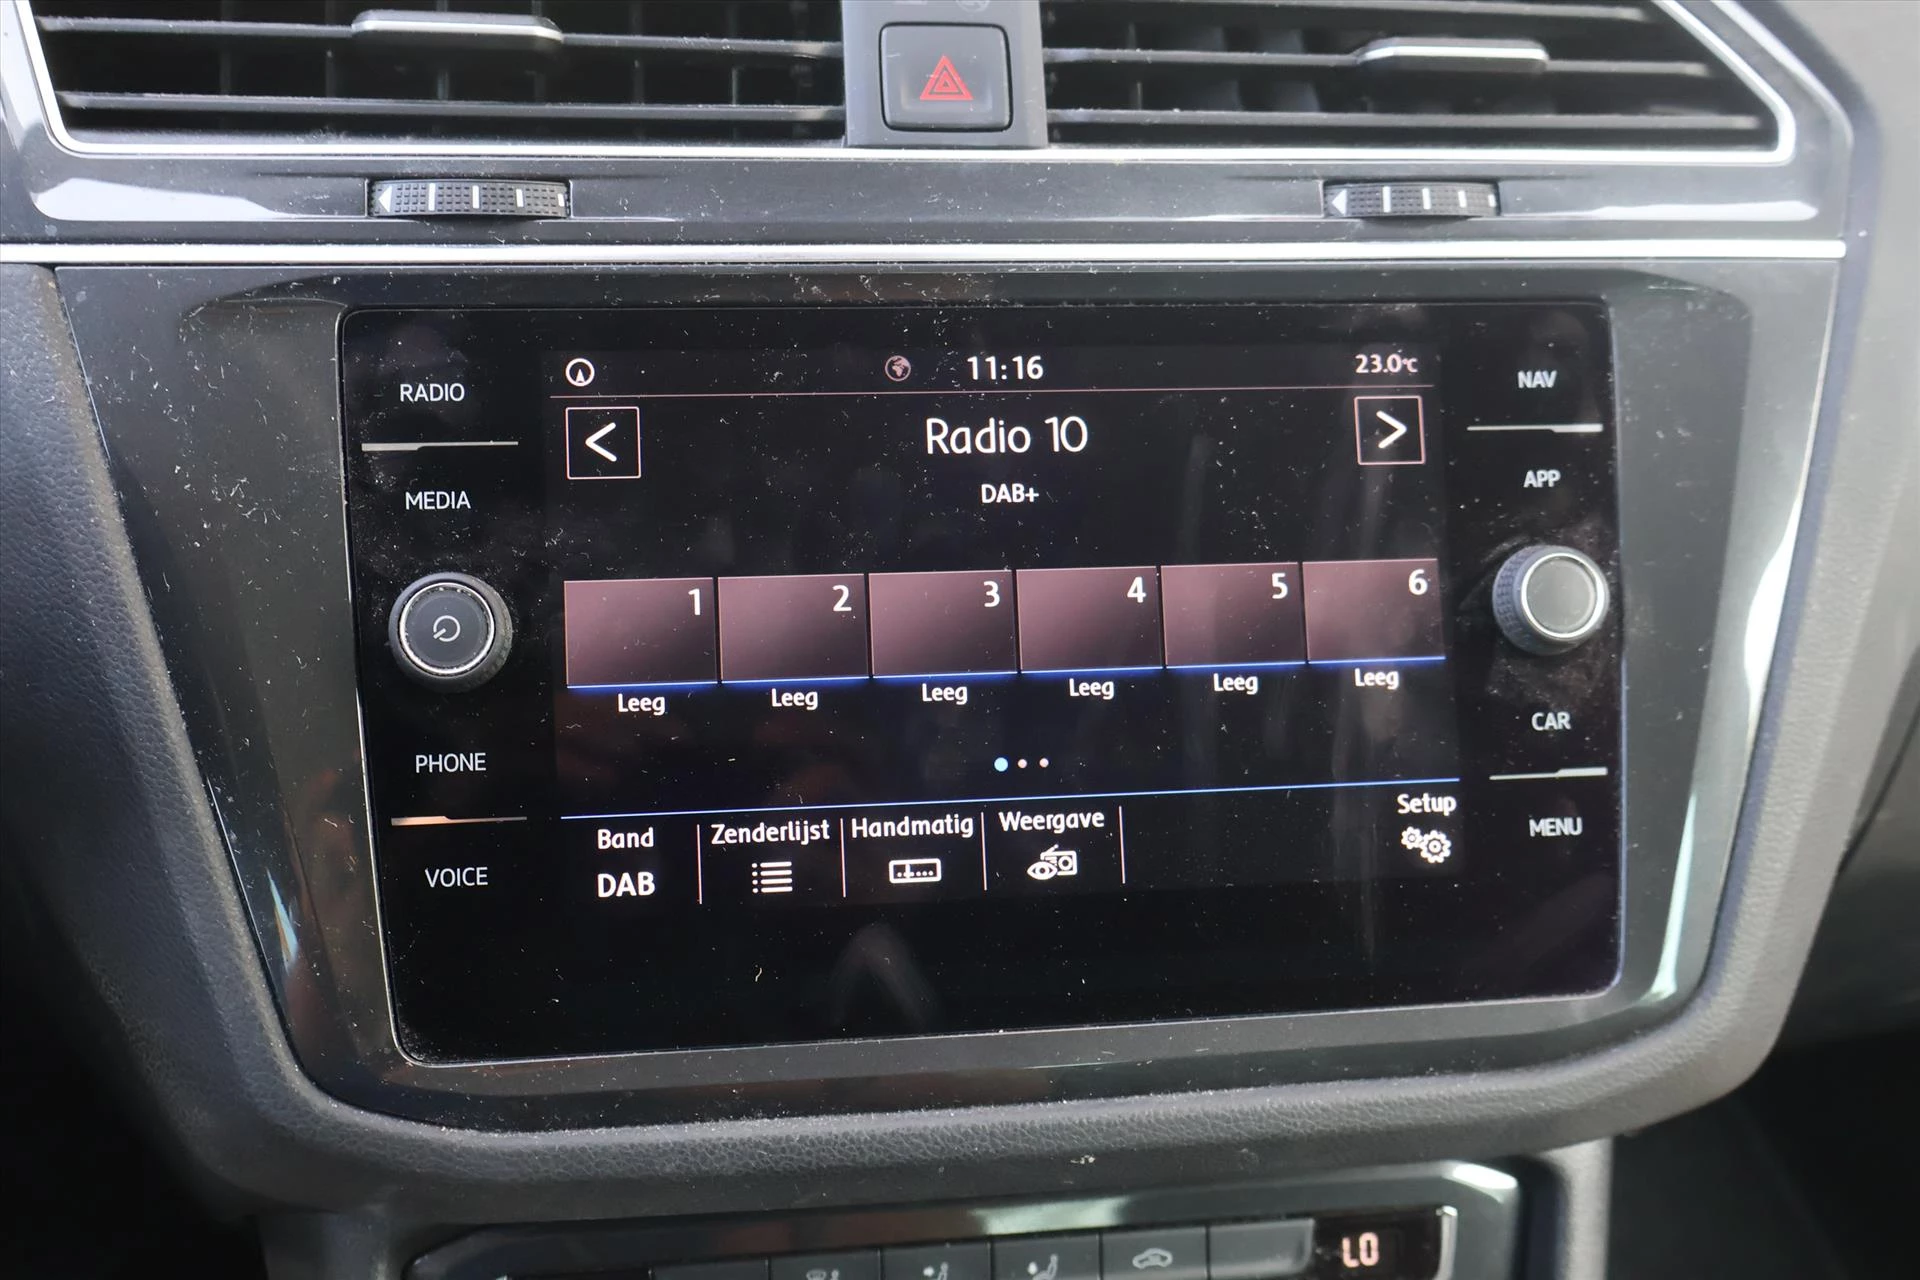 RADIO
MEDIA
PHONE
VOICE
11:16
23.0°C
<
Radio 10
>
DAB+
1 2 3 4 5 6
Leeg Leeg Leeg Leeg Leeg Leeg
Band Zenderlijst Handmatig Weergave Setup
DAB
NAV
APP
CAR
MENU
LO